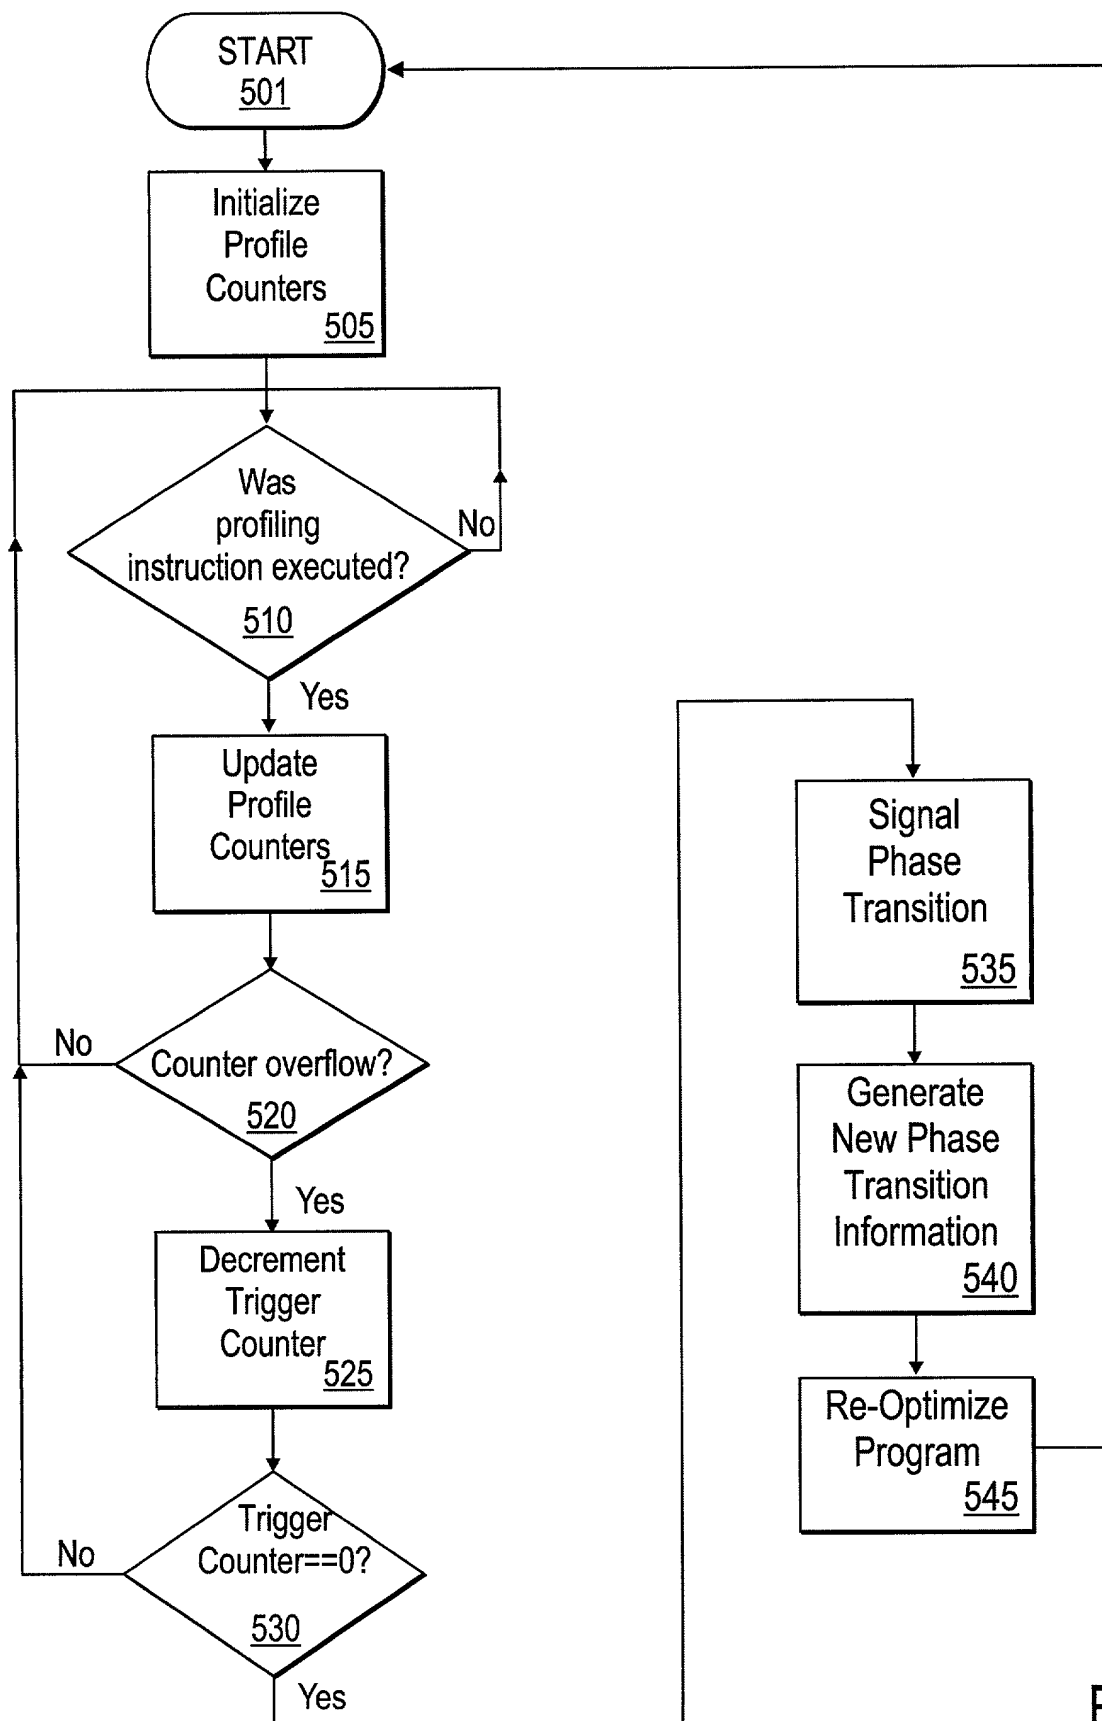 START
501
Initialize
Profile
Counters
505
Was
profiling
instruction executed?
510
No
Yes
Update
Profile
Counters
515
Counter overflow?
520
No
Yes
Decrement
Trigger
Counter
525
Trigger
Counter==0?
530
No
Yes
Signal
Phase
Transition
535
Generate
New Phase
Transition
Information
540
Re-Optimize
Program
545